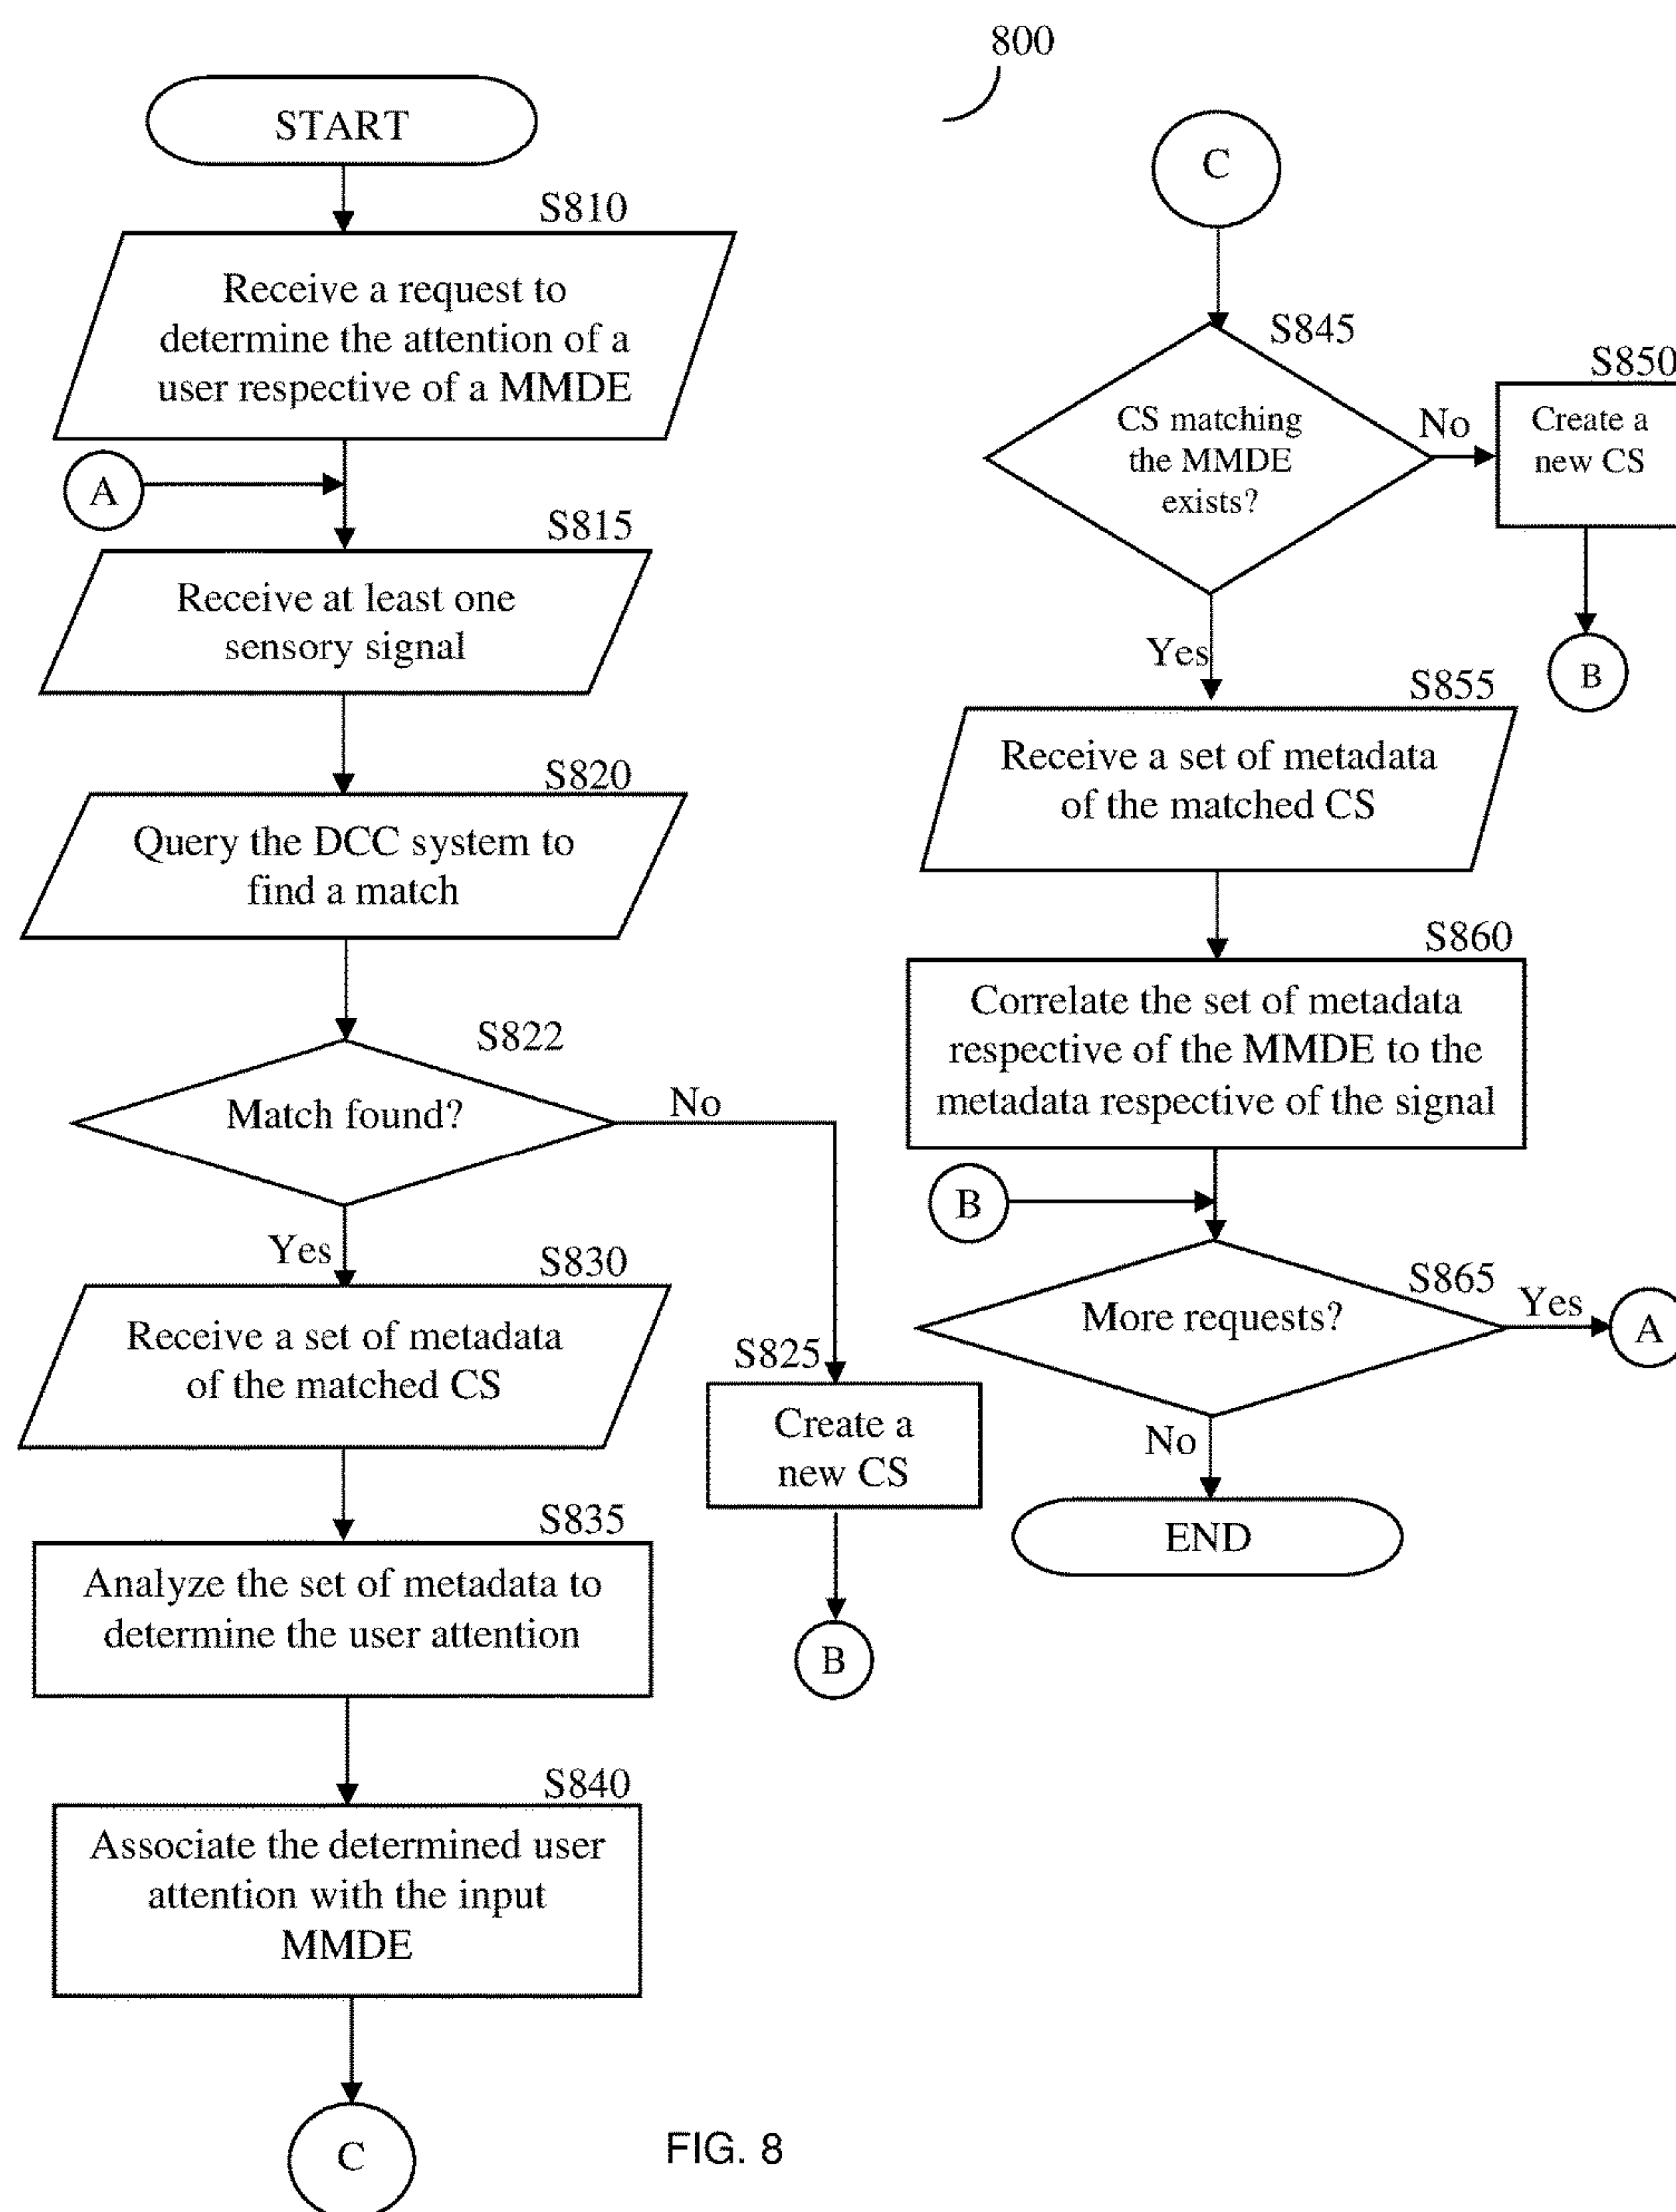 800
START
S810
Receive a request to
determine the attention of a
user respective of a MMDE
A
S815
Receive at least one
sensory signal
S820
Query the DCC system to
find a match
S822
Match found?
No
Yes
S825
Create a
new CS
B
S830
Receive a set of metadata
of the matched CS
S835
Analyze the set of metadata to
determine the user attention
S840
Associate the determined user
attention with the input
MMDE
C
C
S845
CS matching
the MMDE
exists?
No
S850
Create a
new CS
B
Yes
S855
Receive a set of metadata
of the matched CS
S860
Correlate the set of metadata
respective of the MMDE to the
metadata respective of the signal
B
S865
More requests?
Yes
A
No
END
FIG. 8